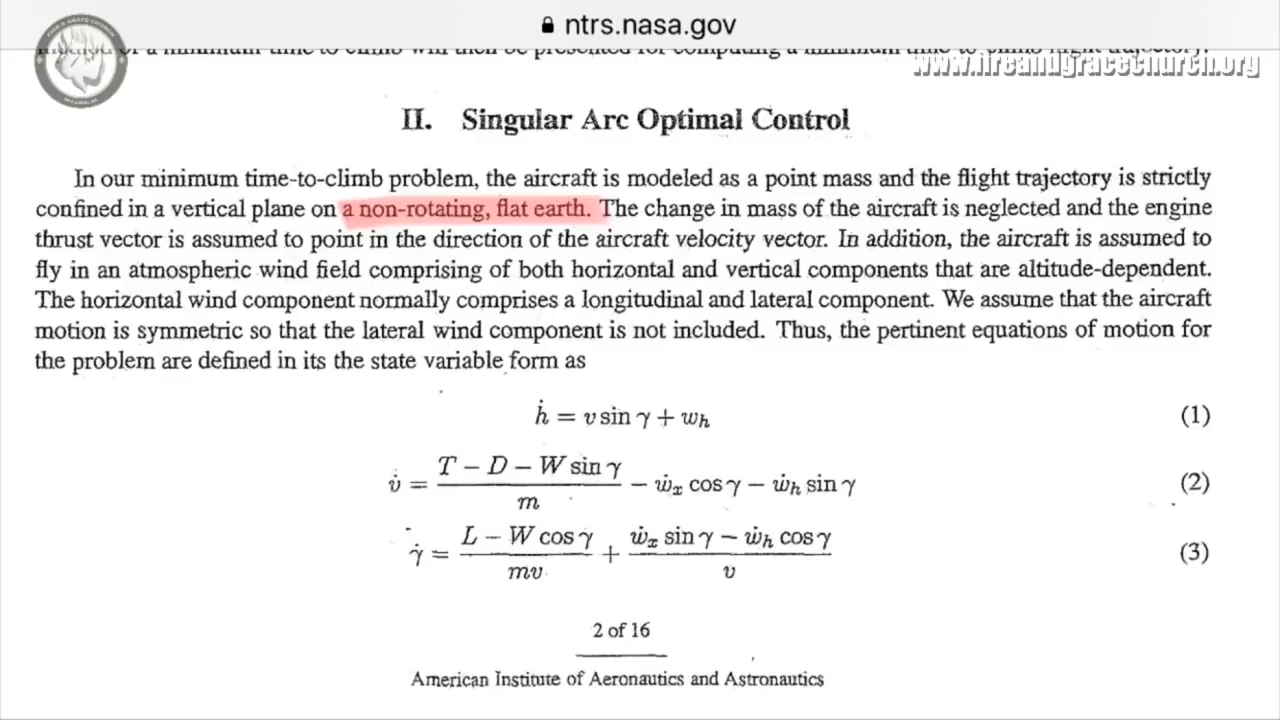 ntrs.nasa.gov
www.fireandgracechurch.org
II. Singular Arc Optimal Control
In our minimum time-to-climb problem, the aircraft is modeled as a point mass and the flight trajectory is strictly
confined in a vertical plane on a non-rotating, flat earth. The change in mass of the aircraft is neglected and the engine
thrust vector is assumed to point in the direction of the aircraft velocity vector. In addition, the aircraft is assumed to
fly in an atmospheric wind field comprising of both horizontal and vertical components that are altitude-dependent.
The horizontal wind component normally comprises a longitudinal and lateral component. We assume that the aircraft
motion is symmetric so that the lateral wind component is not included. Thus, the pertinent equations of motion for
the problem are defined in its the state variable form as
ḣ = v sin γ + w_h (1)
v̇ = (T − D − W sin γ)/m − ẇ_x cos γ − ẇ_h sin γ (2)
γ̇ = (L − W cos γ)/(mv) + (ẇ_x sin γ − ẇ_h cos γ)/v (3)
2 of 16
American Institute of Aeronautics and Astronautics